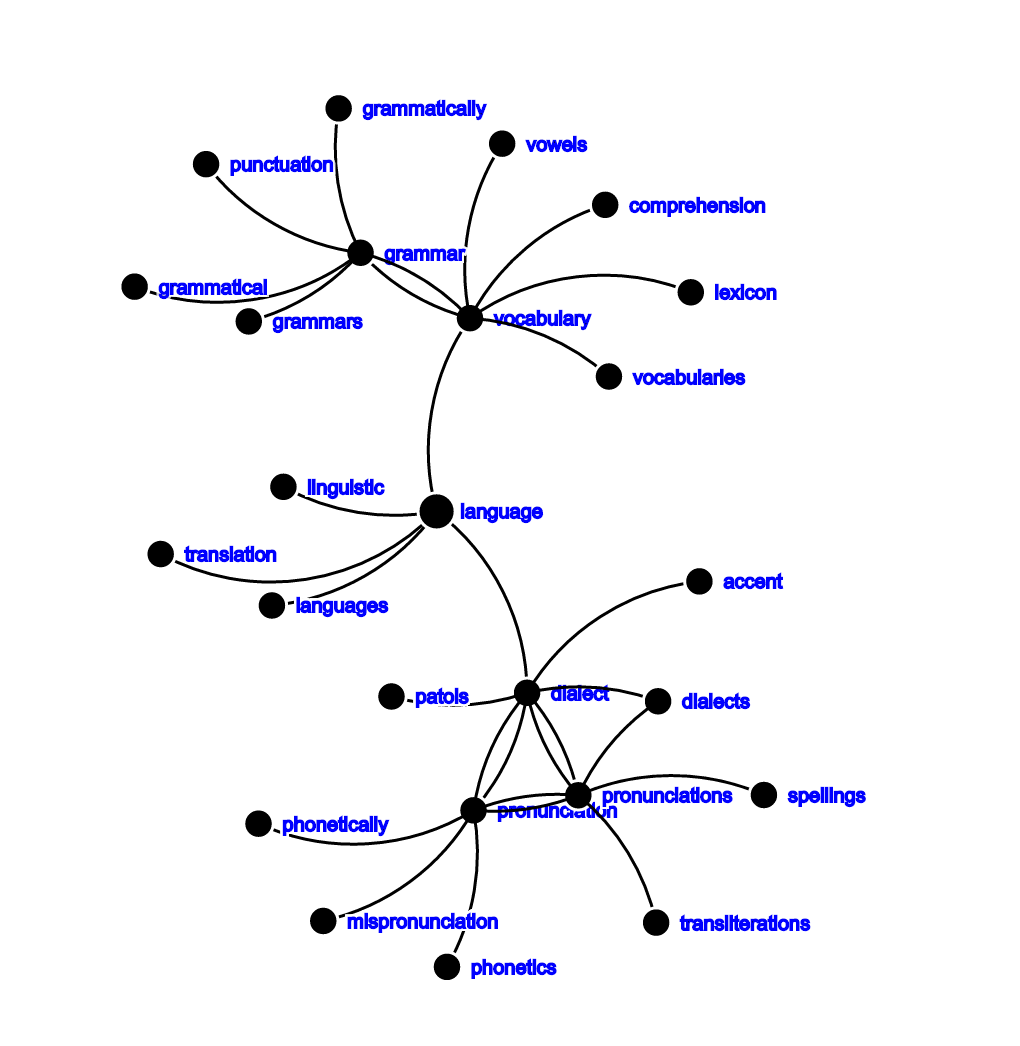 grammatically
vowels
punctuation
comprehension
grammar
grammatical
lexicon
grammars
vocabulary
vocabularies
linguistic
language
translation
accent
languages
patois
dialect
dialects
pronunciations
spellings
pronunciation
phonetically
mispronunciation
transliterations
phonetics